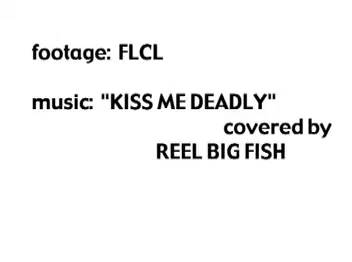 footage: FLCL
music: "KISS ME DEADLY"
covered by
REEL BIG FISH